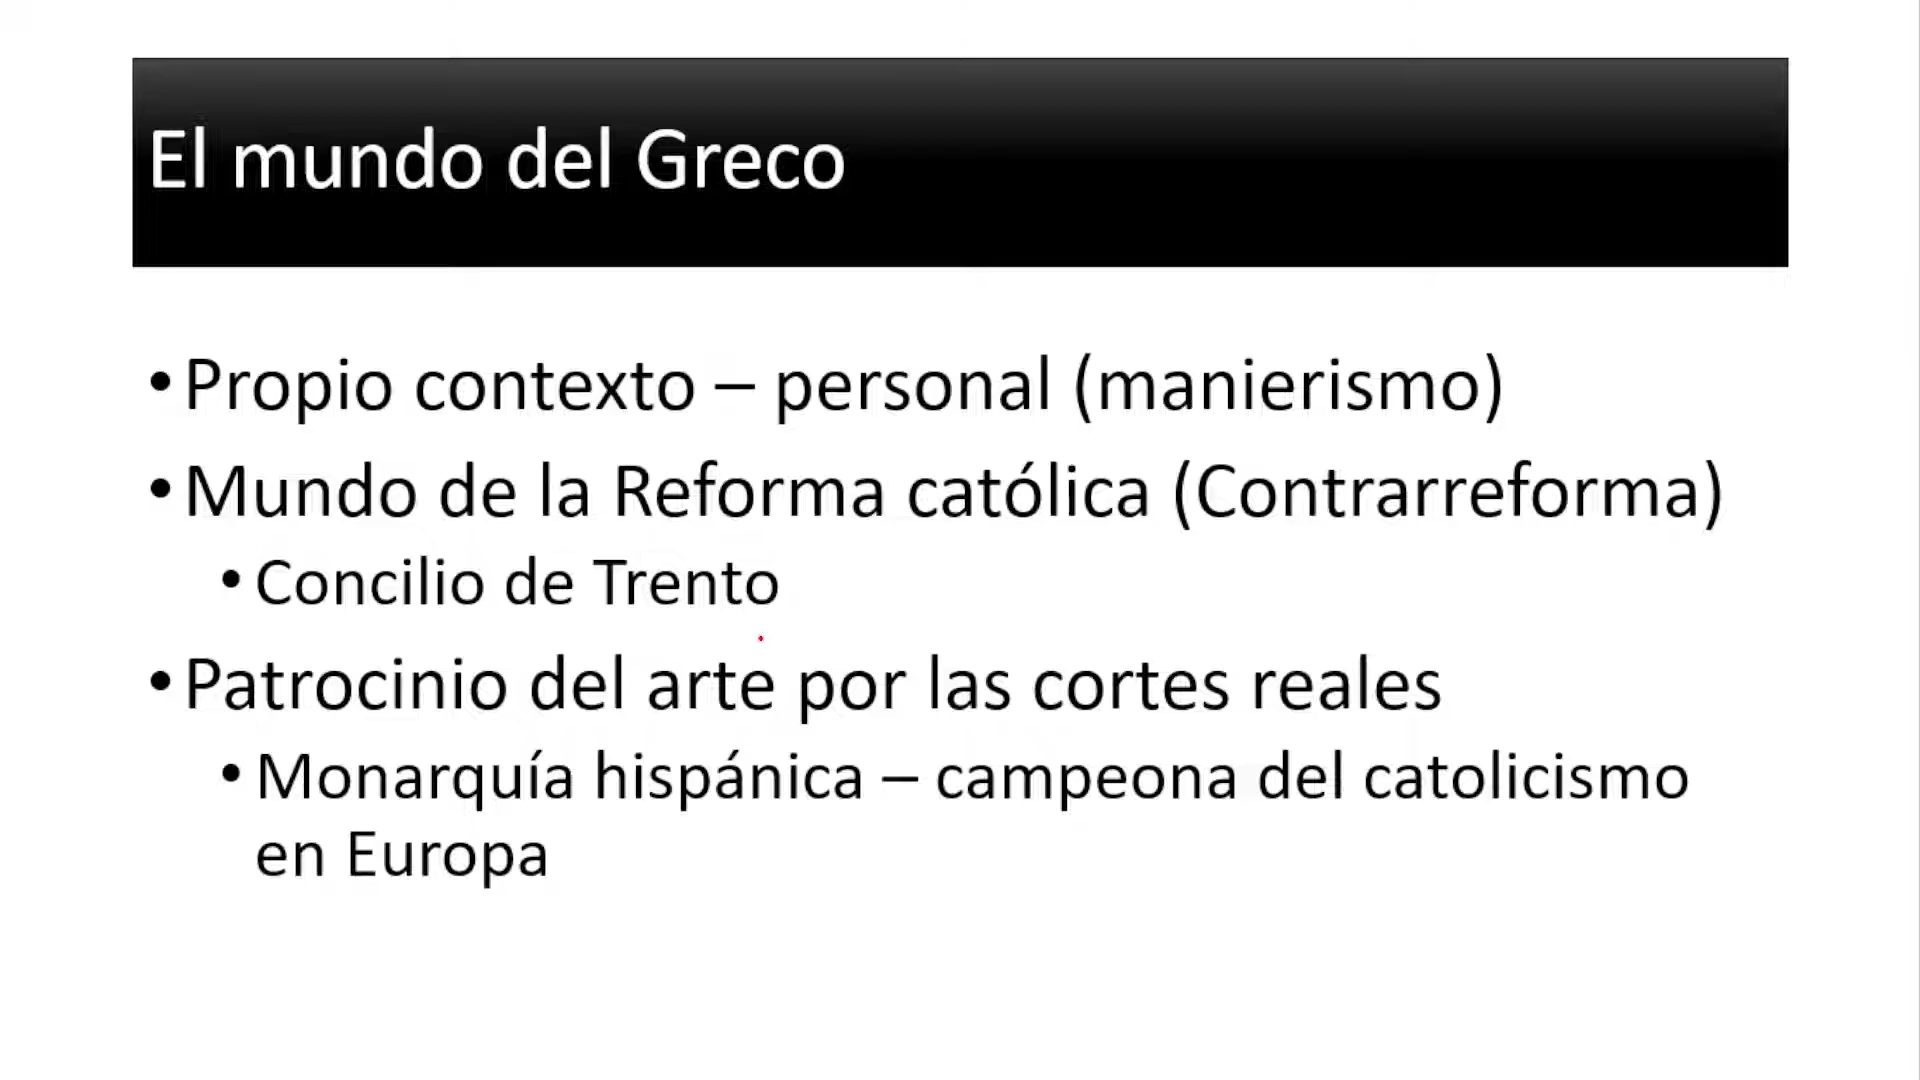 El mundo del Greco
• Propio contexto – personal (manierismo)
• Mundo de la Reforma católica (Contrarreforma)
• Concilio de Trento
• Patrocinio del arte por las cortes reales
• Monarquía hispánica – campeona del catolicismo
en Europa